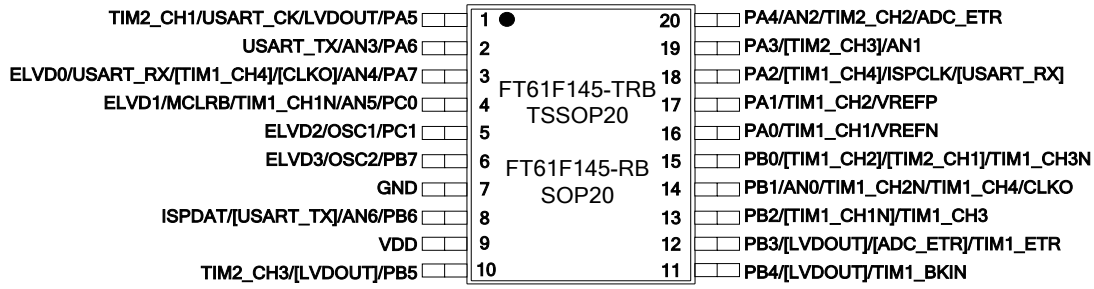 TIM2_CH1/USART_CK/LVDOUT/PA5 1 20 PA4/AN2/TIM2_CH2/ADC_ETR
USART_TX/AN3/PA6 2 19 PA3/[TIM2_CH3]/AN1
ELVD0/USART_RX/[TIM1_CH4]/[CLKO]/AN4/PA7 3 18 PA2/[TIM1_CH4]/ISPCLK/[USART_RX]
FT61F145-TRB
ELVD1/MCLRB/TIM1_CH1N/AN5/PC0 4 17 PA1/TIM1_CH2/VREFP
TSSOP20
ELVD2/OSC1/PC1 5 16 PA0/TIM1_CH1/VREFN
ELVD3/OSC2/PB7 6 15 PB0/[TIM1_CH2]/[TIM2_CH1]/TIM1_CH3N
FT61F145-RB
GND 7 14 PB1/AN0/TIM1_CH2N/TIM1_CH4/CLKO
SOP20
ISPDAT/[USART_TX]/AN6/PB6 8 13 PB2/[TIM1_CH1N]/TIM1_CH3
VDD 9 12 PB3/[LVDOUT]/[ADC_ETR]/TIM1_ETR
TIM2_CH3/[LVDOUT]/PB5 10 11 PB4/[LVDOUT]/TIM1_BKIN